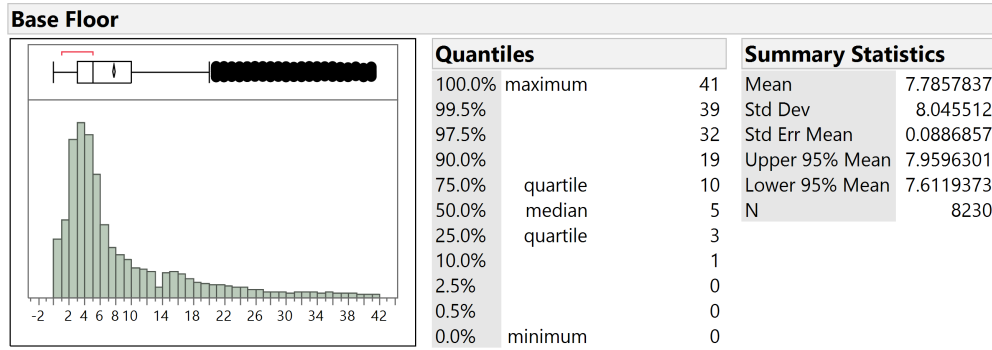 Base Floor
-2 2 4 6 8 10 14 18 22 26 30 34 38 42
Quantiles
100.0% maximum 41
99.5% 39
97.5% 32
90.0% 19
75.0% quartile 10
50.0% median 5
25.0% quartile 3
10.0% 1
2.5% 0
0.5% 0
0.0% minimum 0
Summary Statistics
Mean 7.7857837
Std Dev 8.045512
Std Err Mean 0.0886857
Upper 95% Mean 7.9596301
Lower 95% Mean 7.6119373
N 8230